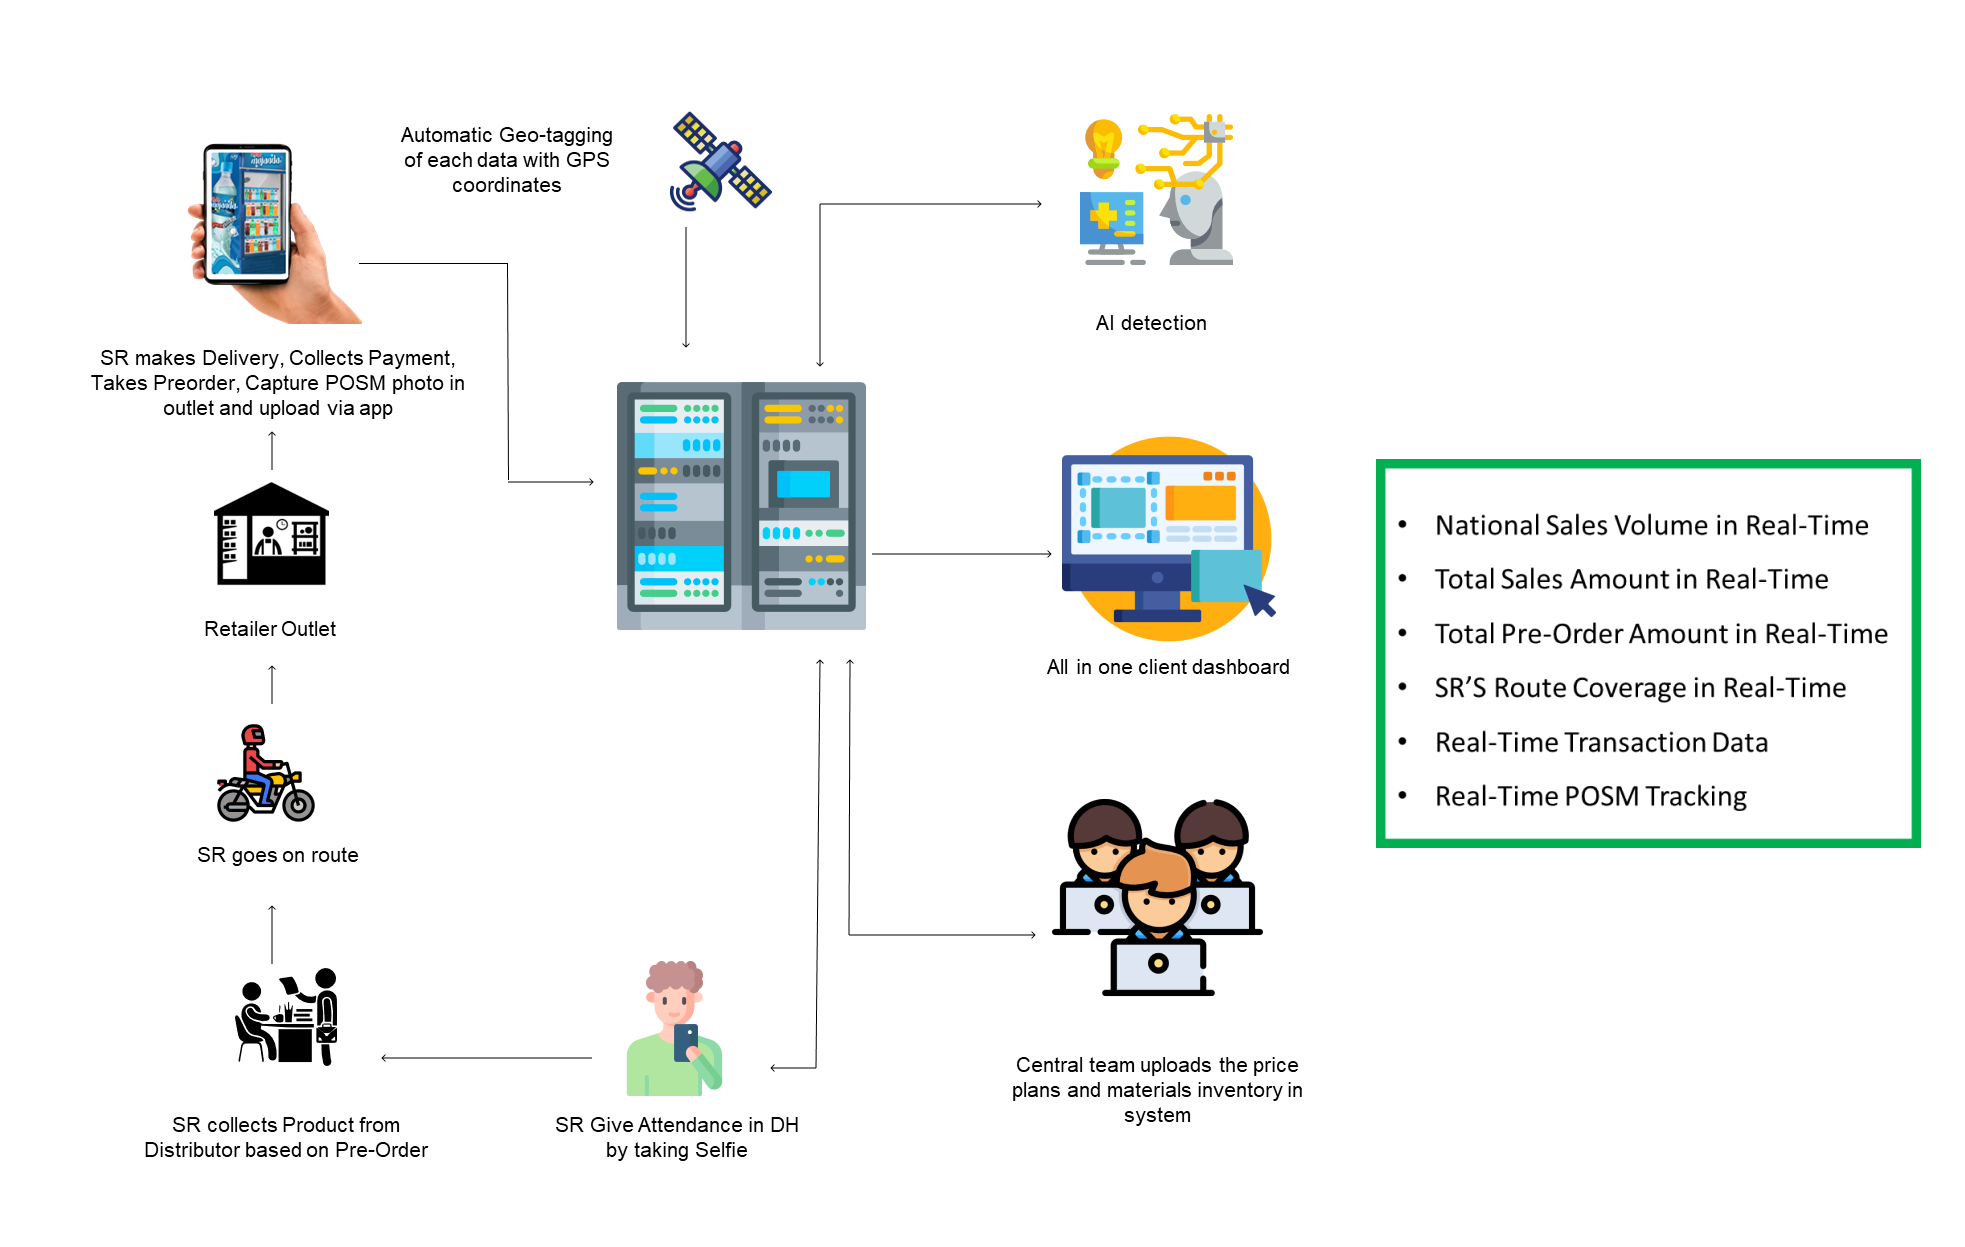 Automatic Geo-tagging
of each data with GPS
coordinates
AI detection
SR makes Delivery, Collects Payment,
Takes Preorder, Capture POSM photo in
outlet and upload via app
Retailer Outlet
SR goes on route
SR collects Product from
Distributor based on Pre-Order
SR Give Attendance in DH
by taking Selfie
All in one client dashboard
Central team uploads the price
plans and materials inventory in
system
• National Sales Volume in Real-Time
• Total Sales Amount in Real-Time
• Total Pre-Order Amount in Real-Time
• SR’S Route Coverage in Real-Time
• Real-Time Transaction Data
• Real-Time POSM Tracking